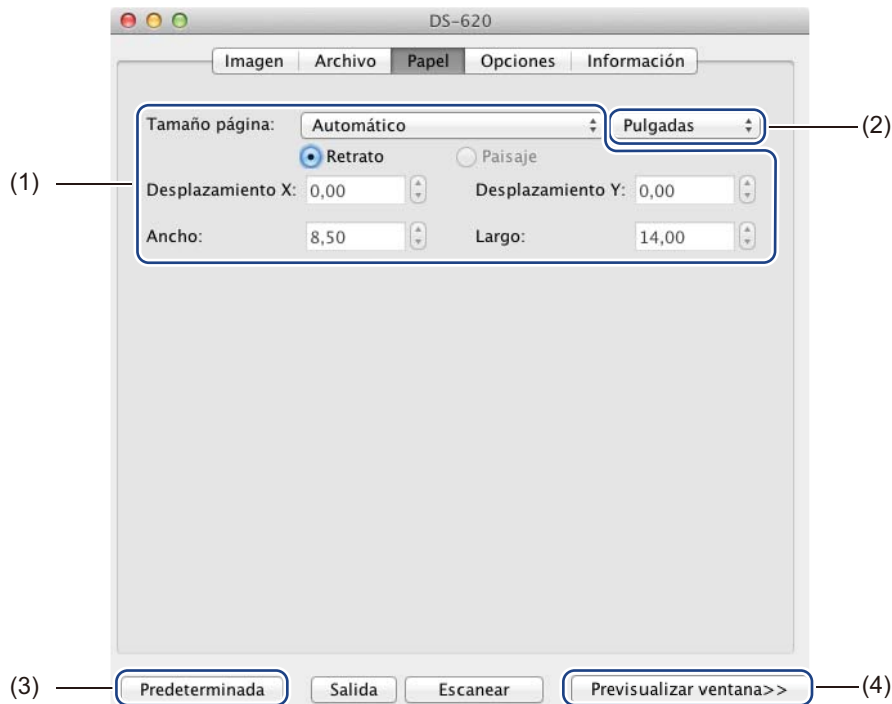 DS-620
Imagen Archivo Papel Opciones Información
Tamaño página: Automático Pulgadas (2)
Retrato Paisaje
(1) Desplazamiento X: 0,00 Desplazamiento Y: 0,00
Ancho: 8,50 Largo: 14,00
(3) Predeterminada Salida Escanear Previsualizar ventana>> (4)